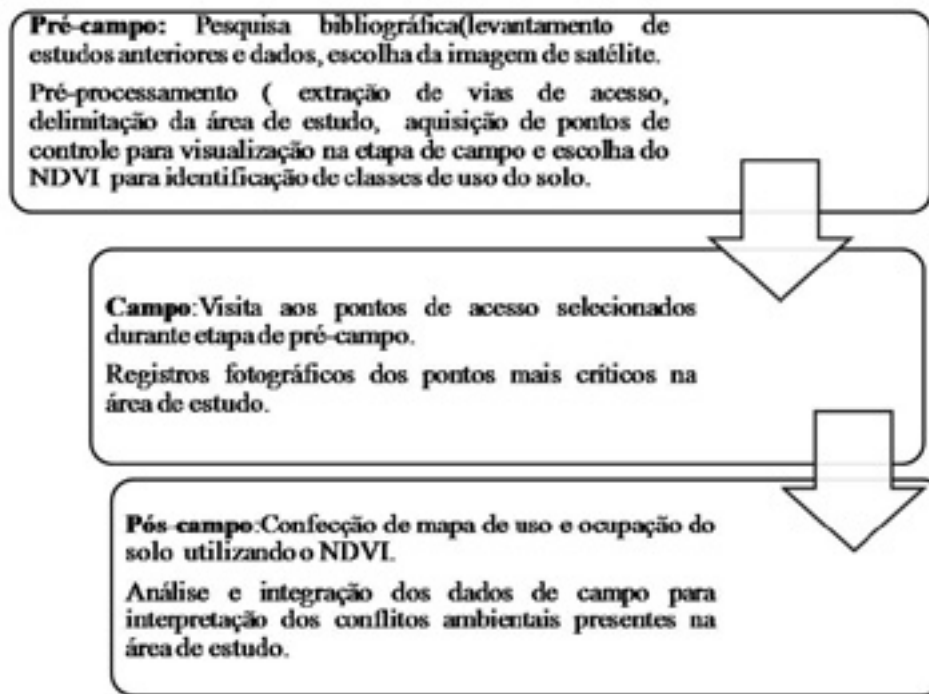 Pré-campo: Pesquisa bibliográfica(levantamento de
estudos anteriores e dados, escolha da imagem de satélite.
Pré-processamento ( extração de vias de acesso,
delimitação da área de estudo, aquisição de pontos de
controle para visualização na etapa de campo e escolha do
NDVI para identificação de classes de uso do solo.
Campo:Visita aos pontos de acesso selecionados
durante etapa de pré-campo.
Registros fotográficos dos pontos mais críticos na
área de estudo.
Pós-campo:Confecção de mapa de uso e ocupação do
solo utilizando o NDVI.
Análise e integração dos dados de campo para
interpretação dos conflitos ambientais presentes na
área de estudo.